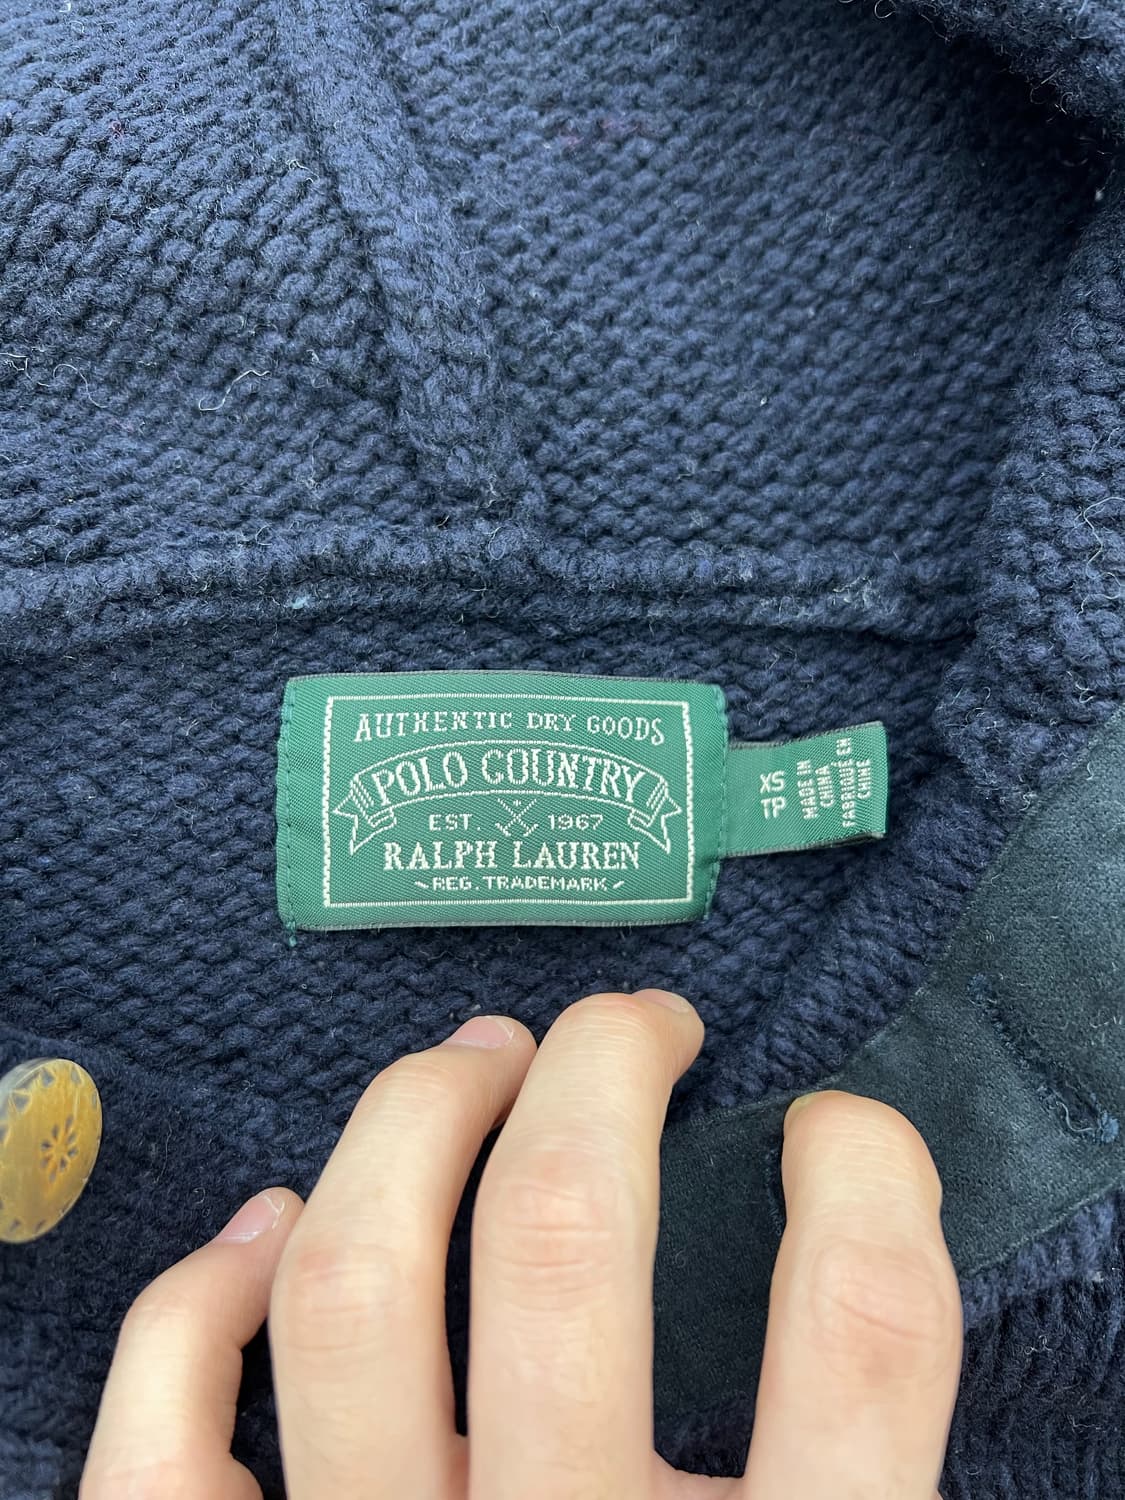 AUTHENTIC DRY GOODS
POLO COUNTRY
EST. 1967
RALPH LAUREN
REG. TRADEMARK
XS
TP
MADE IN
CHINA
FABRIQUÉ EN
CHINE